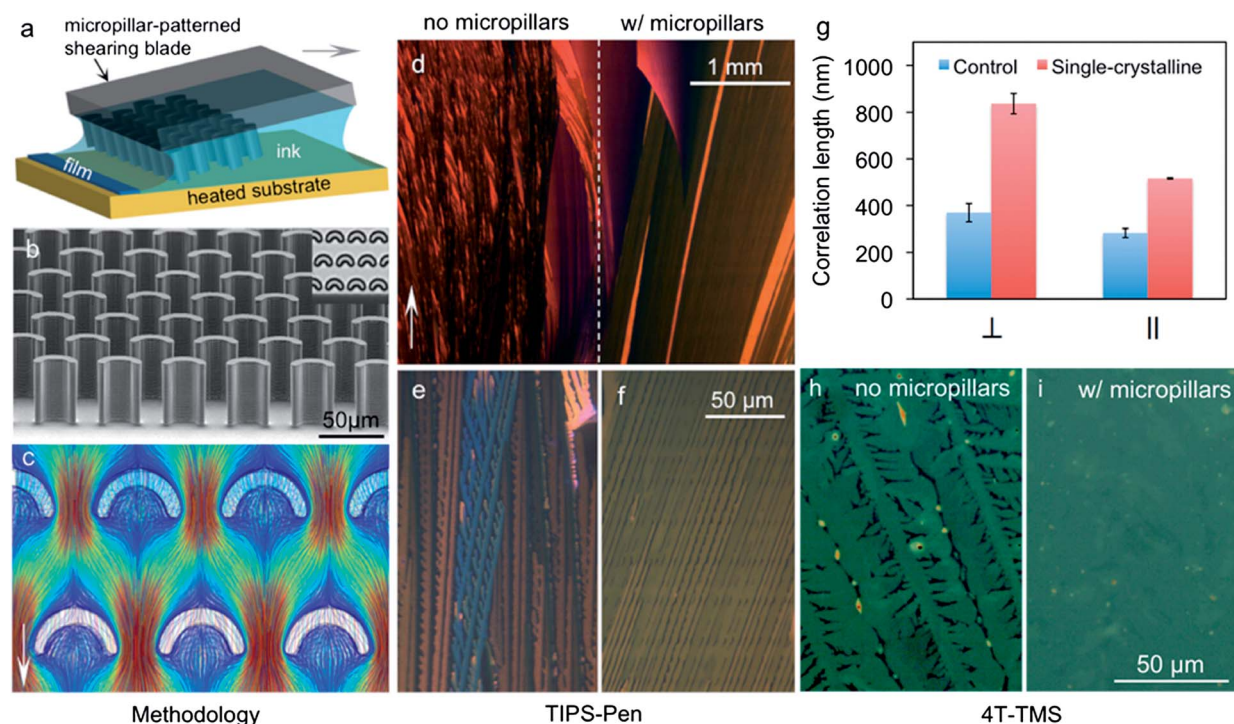 a
micropillar-patterned
shearing blade
film
ink
heated substrate
b
50μm
c
Methodology
no micropillars
w/ micropillars
d
1 mm
e
f
50 μm
TIPS-Pen
g
Correlation length (nm)
1000
800
600
400
200
0
Control
Single-crystalline
⊥
||
h
no micropillars
i
w/ micropillars
50 μm
4T-TMS